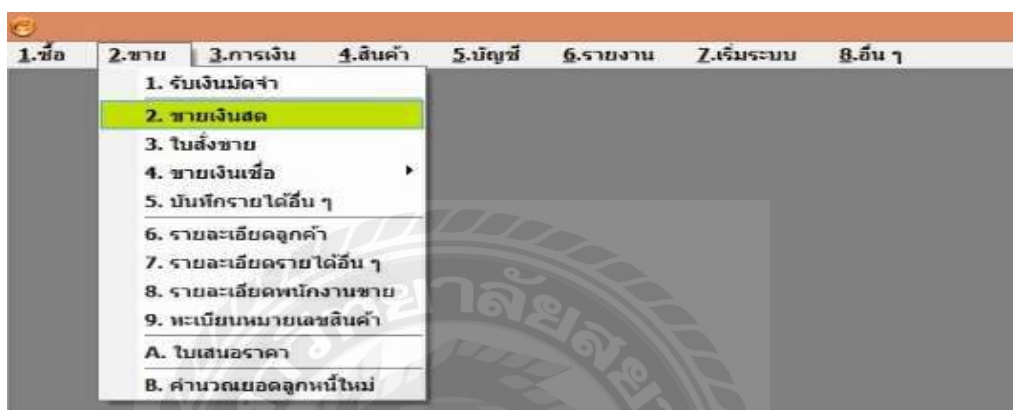 1.ซื้อ 2.ขาย 3.การเงิน 4.สินค้า 5.บัญชี 6.รายงาน 7.เริ่มระบบ 8.อื่น ๆ
1. รับเงินมัดจำ
2. ขายเงินสด
3. ใบสั่งขาย
4. ขายเงินเชื่อ
5. บันทึกรายได้อื่น ๆ
6. รายละเอียดลูกค้า
7. รายละเอียดรายได้อื่น ๆ
8. รายละเอียดพนักงานขาย
9. ทะเบียนหมายเลขสินค้า
A. ใบเสนอราคา
B. คำนวณยอดลูกหนี้ใหม่